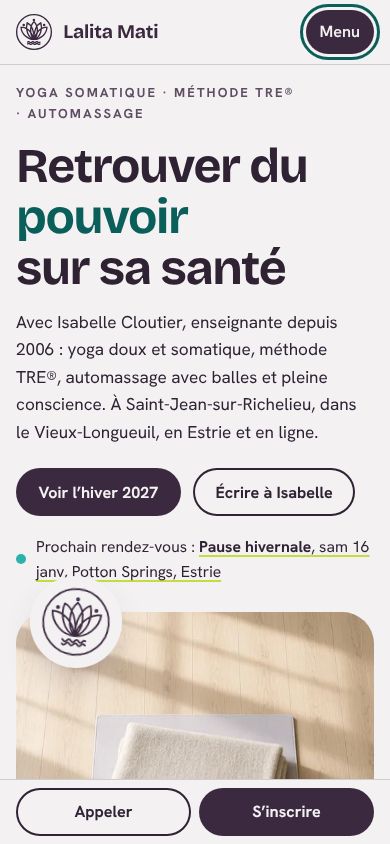 Lalita Mati
Menu
YOGA SOMATIQUE · MÉTHODE TRE®
· AUTOMASSAGE
Retrouver du
pouvoir
sur sa santé
Avec Isabelle Cloutier, enseignante depuis
2006 : yoga doux et somatique, méthode
TRE®, automassage avec balles et pleine
conscience. À Saint-Jean-sur-Richelieu, dans
le Vieux-Longueuil, en Estrie et en ligne.
Voir l’hiver 2027
Écrire à Isabelle
Prochain rendez-vous : Pause hivernale, sam 16
janv. Potton Springs, Estrie
Appeler
S’inscrire